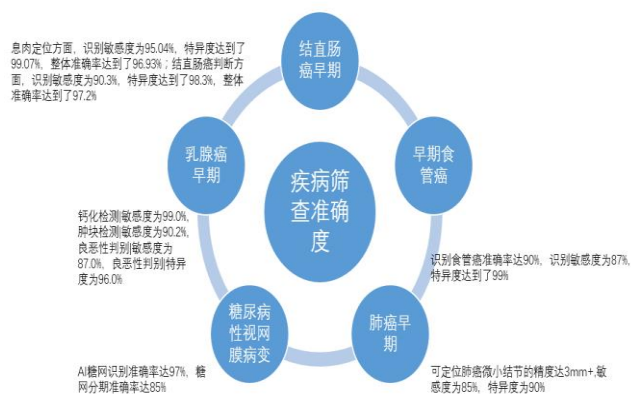 息肉定位方面，识别敏感度为95.04%，特异度达到了
99.07%，整体准确率达到了96.93%；结直肠癌判断方
面，识别敏感度为90.3%，特异度达到了98.3%，整体
准确率达到了97.2%
结直肠
癌早期
乳腺癌
早期
早期食
管癌
疾病筛
查准确
度
钙化检测|敏感度为99.0%，
肿块检测|敏感度为90.2%，
良恶性判别|敏感度为
87.0%，良恶性判别|特异
度为96.0%
识别食管癌准确率达90%，识别敏感度为87%，
特异度达到了99%
糖尿病
性视网
膜病变
肺癌早
期
AI糖网识别准确率达97%，糖
网分期准确率达85%
可定位肺癌微小结节的精度达3mm+,敏
感度为85%，特异度为90%